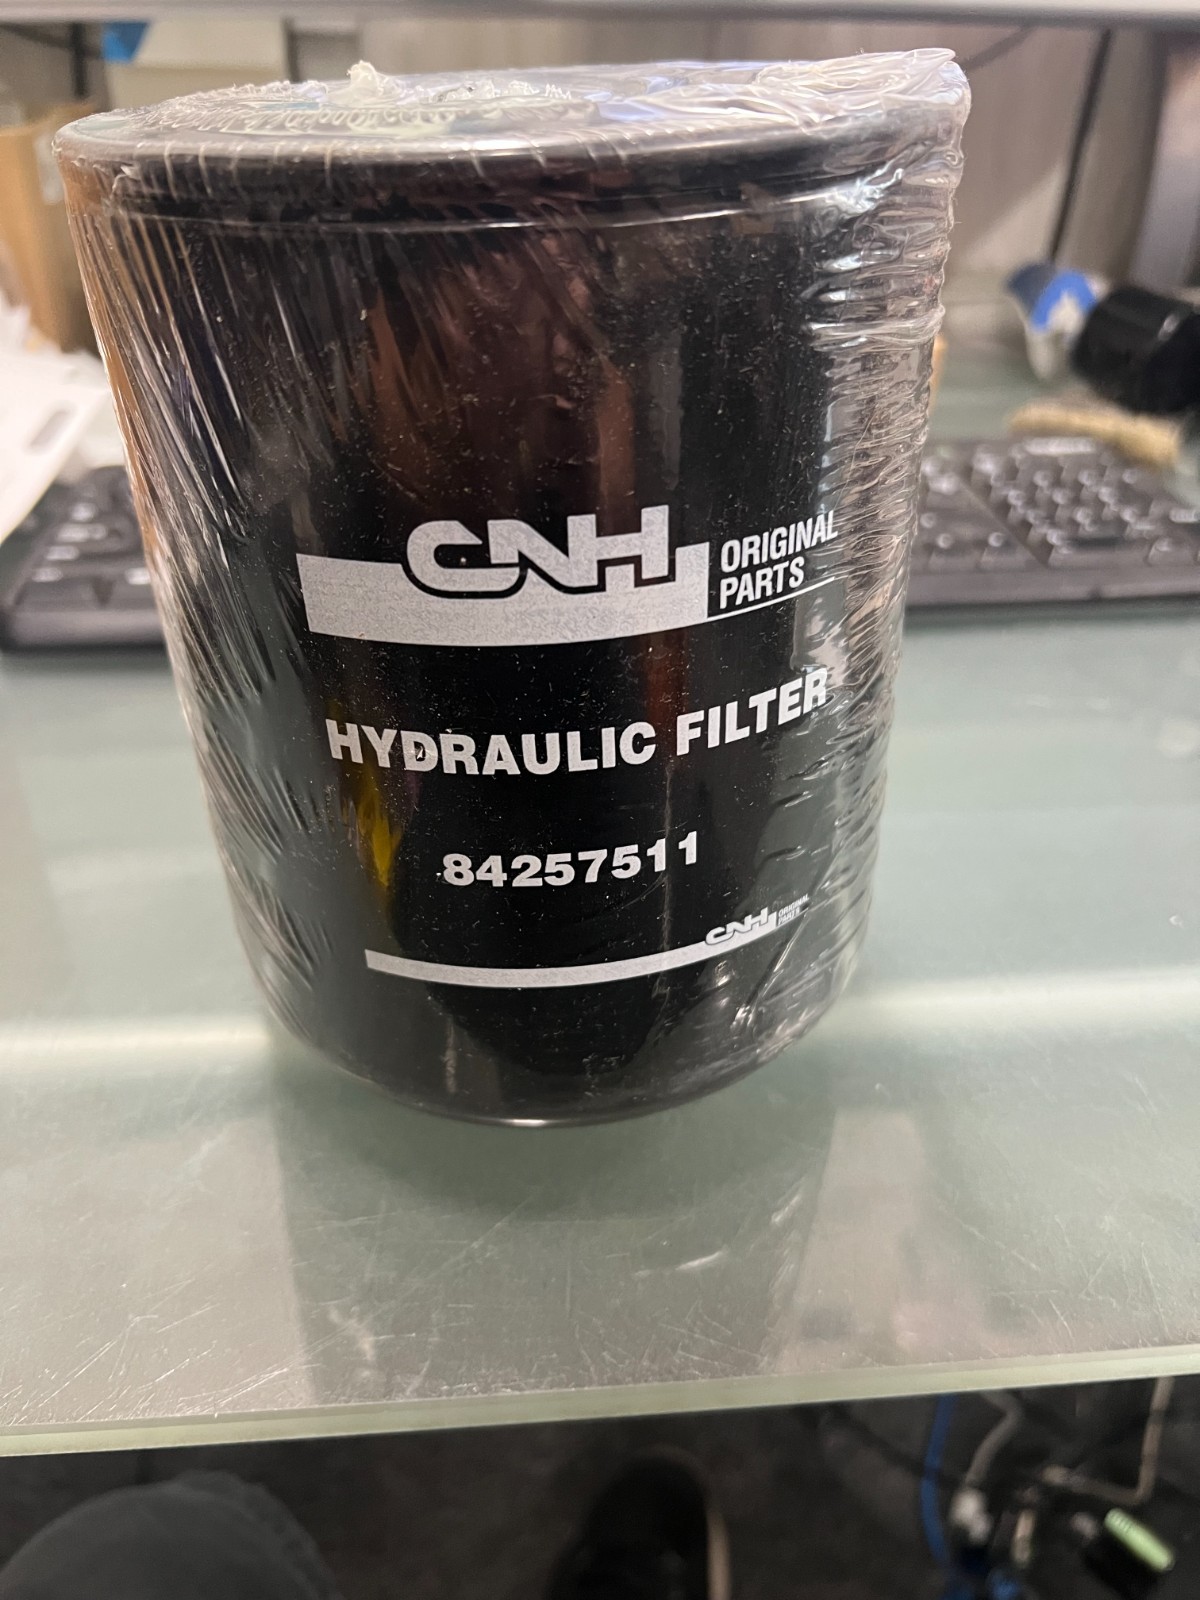 CNH
ORIGINAL
PARTS
HYDRAULIC FILTER
84257511
CNH
ORIGINAL
PARTS